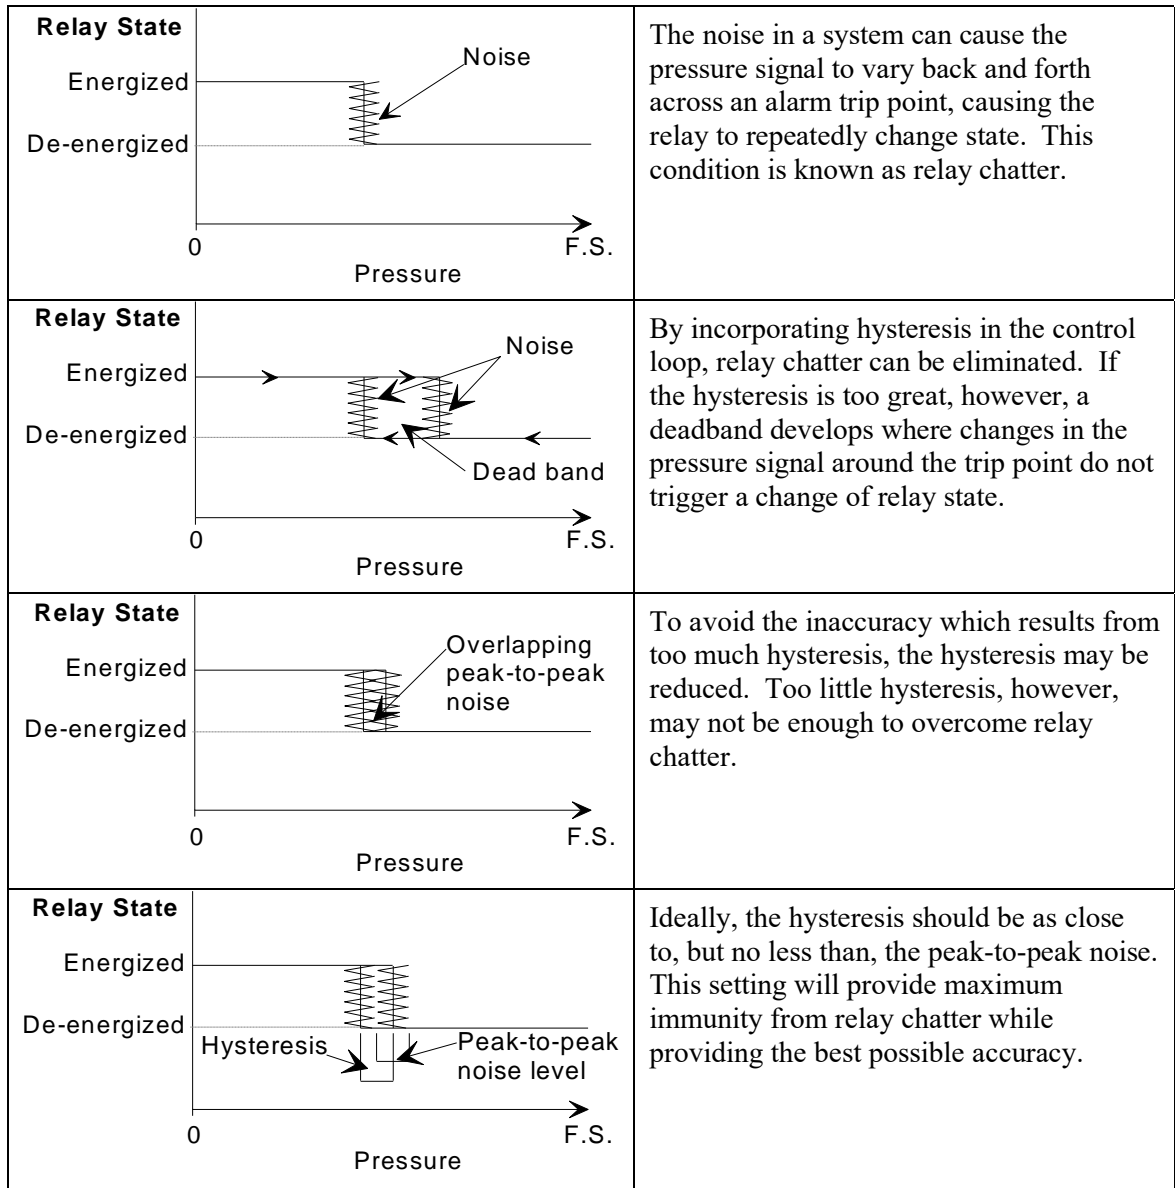 Relay State
Noise
Energized
De-energized
0
F.S.
Pressure
The noise in a system can cause the
pressure signal to vary back and forth
across an alarm trip point, causing the
relay to repeatedly change state.  This
condition is known as relay chatter.
Relay State
Noise
Energized
De-energized
Dead band
0
F.S.
Pressure
By incorporating hysteresis in the control
loop, relay chatter can be eliminated.  If
the hysteresis is too great, however, a
deadband develops where changes in the
pressure signal around the trip point do not
trigger a change of relay state.
Relay State
Overlapping
peak-to-peak
noise
Energized
De-energized
0
F.S.
Pressure
To avoid the inaccuracy which results from
too much hysteresis, the hysteresis may be
reduced.  Too little hysteresis, however,
may not be enough to overcome relay
chatter.
Relay State
Energized
De-energized
Hysteresis
Peak-to-peak
noise level
0
F.S.
Pressure
Ideally, the hysteresis should be as close
to, but no less than, the peak-to-peak noise.
This setting will provide maximum
immunity from relay chatter while
providing the best possible accuracy.